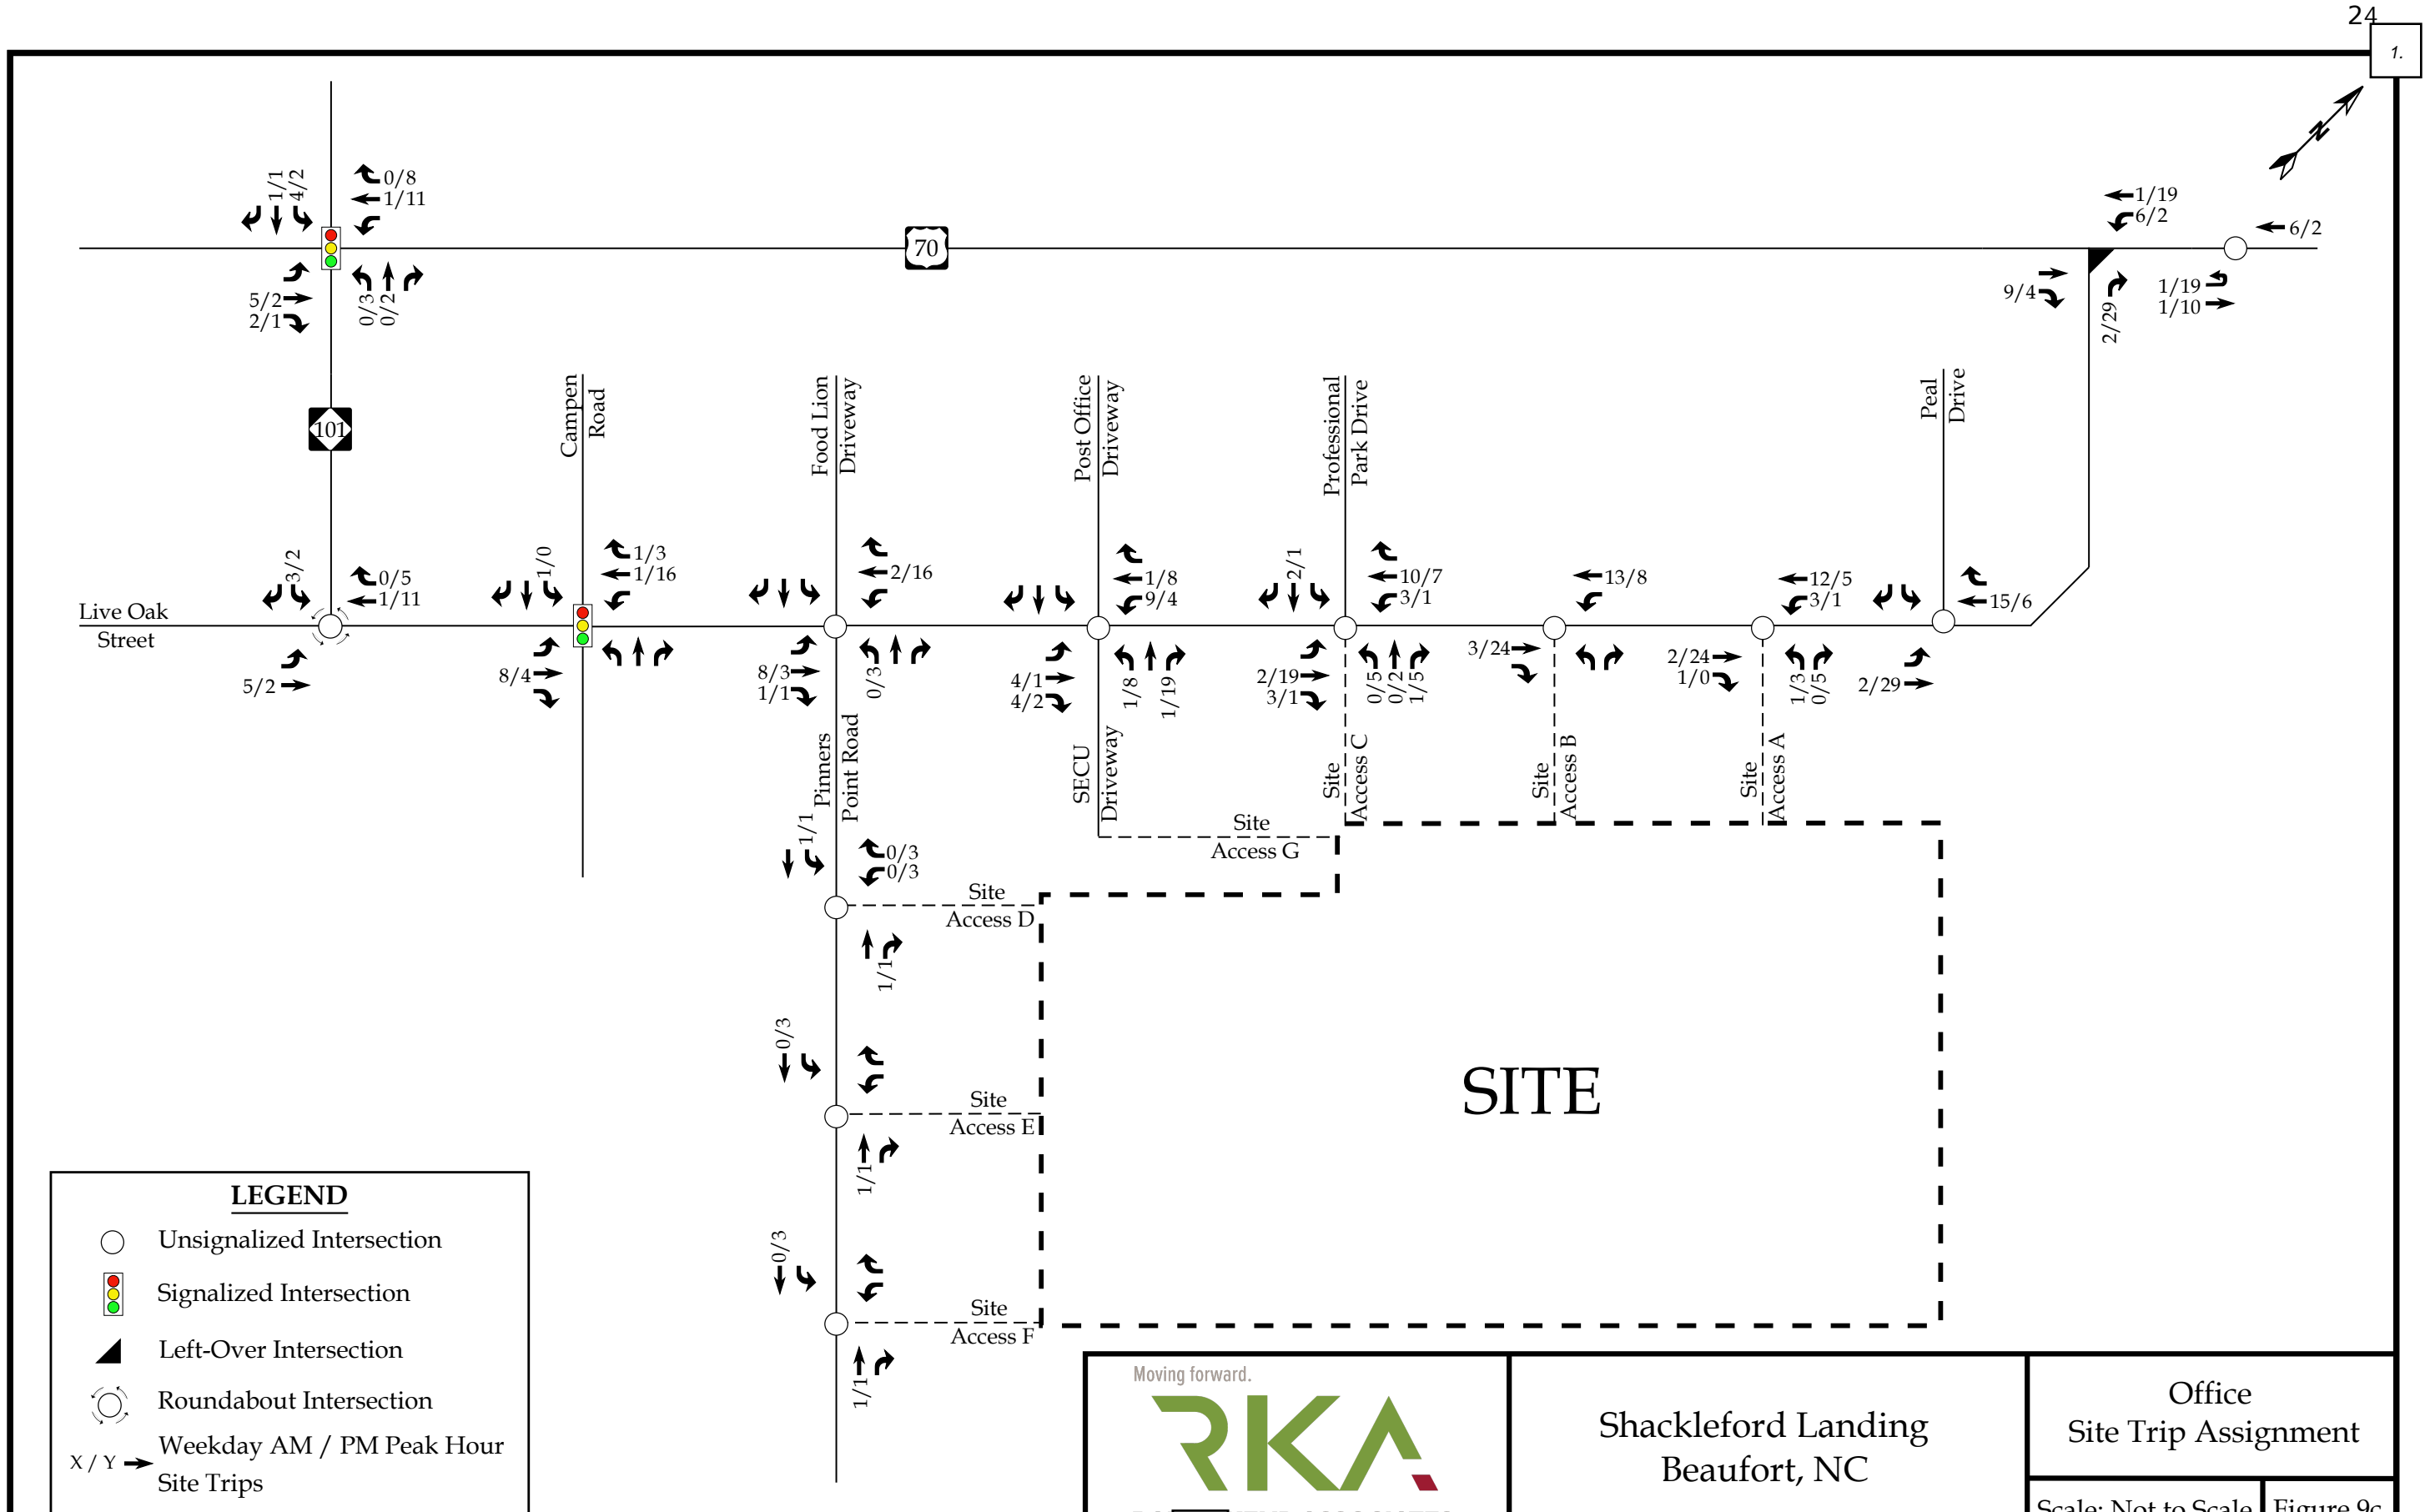 24
1.
N
1/1
4/2
0/8
1/11
5/2
2/1
0/3
0/2
70
1/19
6/2
6/2
9/4
2/29
1/19
1/10
101
Campen
Road
Food Lion
Driveway
Post Office
Driveway
Professional
Park Drive
Peal
Drive
Live Oak
Street
3/2
0/5
1/11
5/2
1/0
1/3
1/16
8/4
2/16
8/3
1/1
0/3
1/8
9/4
4/1
4/2
1/8
1/19
2/1
10/7
3/1
2/19
3/1
0/5
0/2
1/5
13/8
3/24
12/5
3/1
2/24
1/0
1/3
0/5
15/6
2/29
Pinners
Point Road
SECU
Driveway
Site
Access C
Site
Access B
Site
Access A
Site
Access G
1/1
0/3
0/3
Site
Access D
1/1
0/3
Site
Access E
1/1
0/3
Site
Access F
1/1
SITE
LEGEND
Unsignalized Intersection
Signalized Intersection
Left-Over Intersection
Roundabout Intersection
X / Y Weekday AM / PM Peak Hour
Site Trips
Moving forward.
RKA
Shackleford Landing
Beaufort, NC
Office
Site Trip Assignment
Scale: Not to Scale
Figure 9c